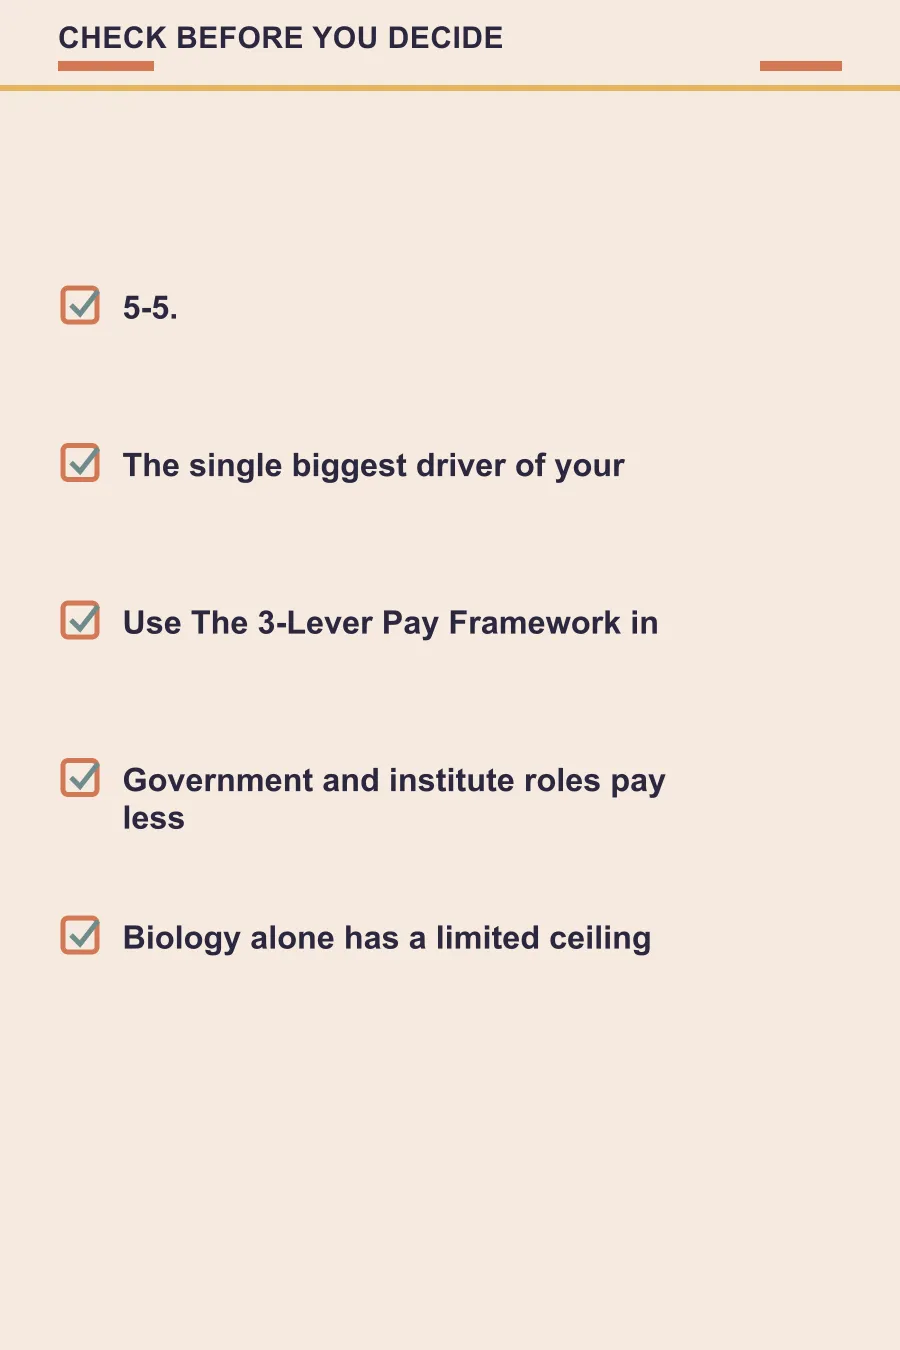 CHECK BEFORE YOU DECIDE
5-5.
The single biggest driver of your
Use The 3-Lever Pay Framework in
Government and institute roles pay
less
Biology alone has a limited ceiling